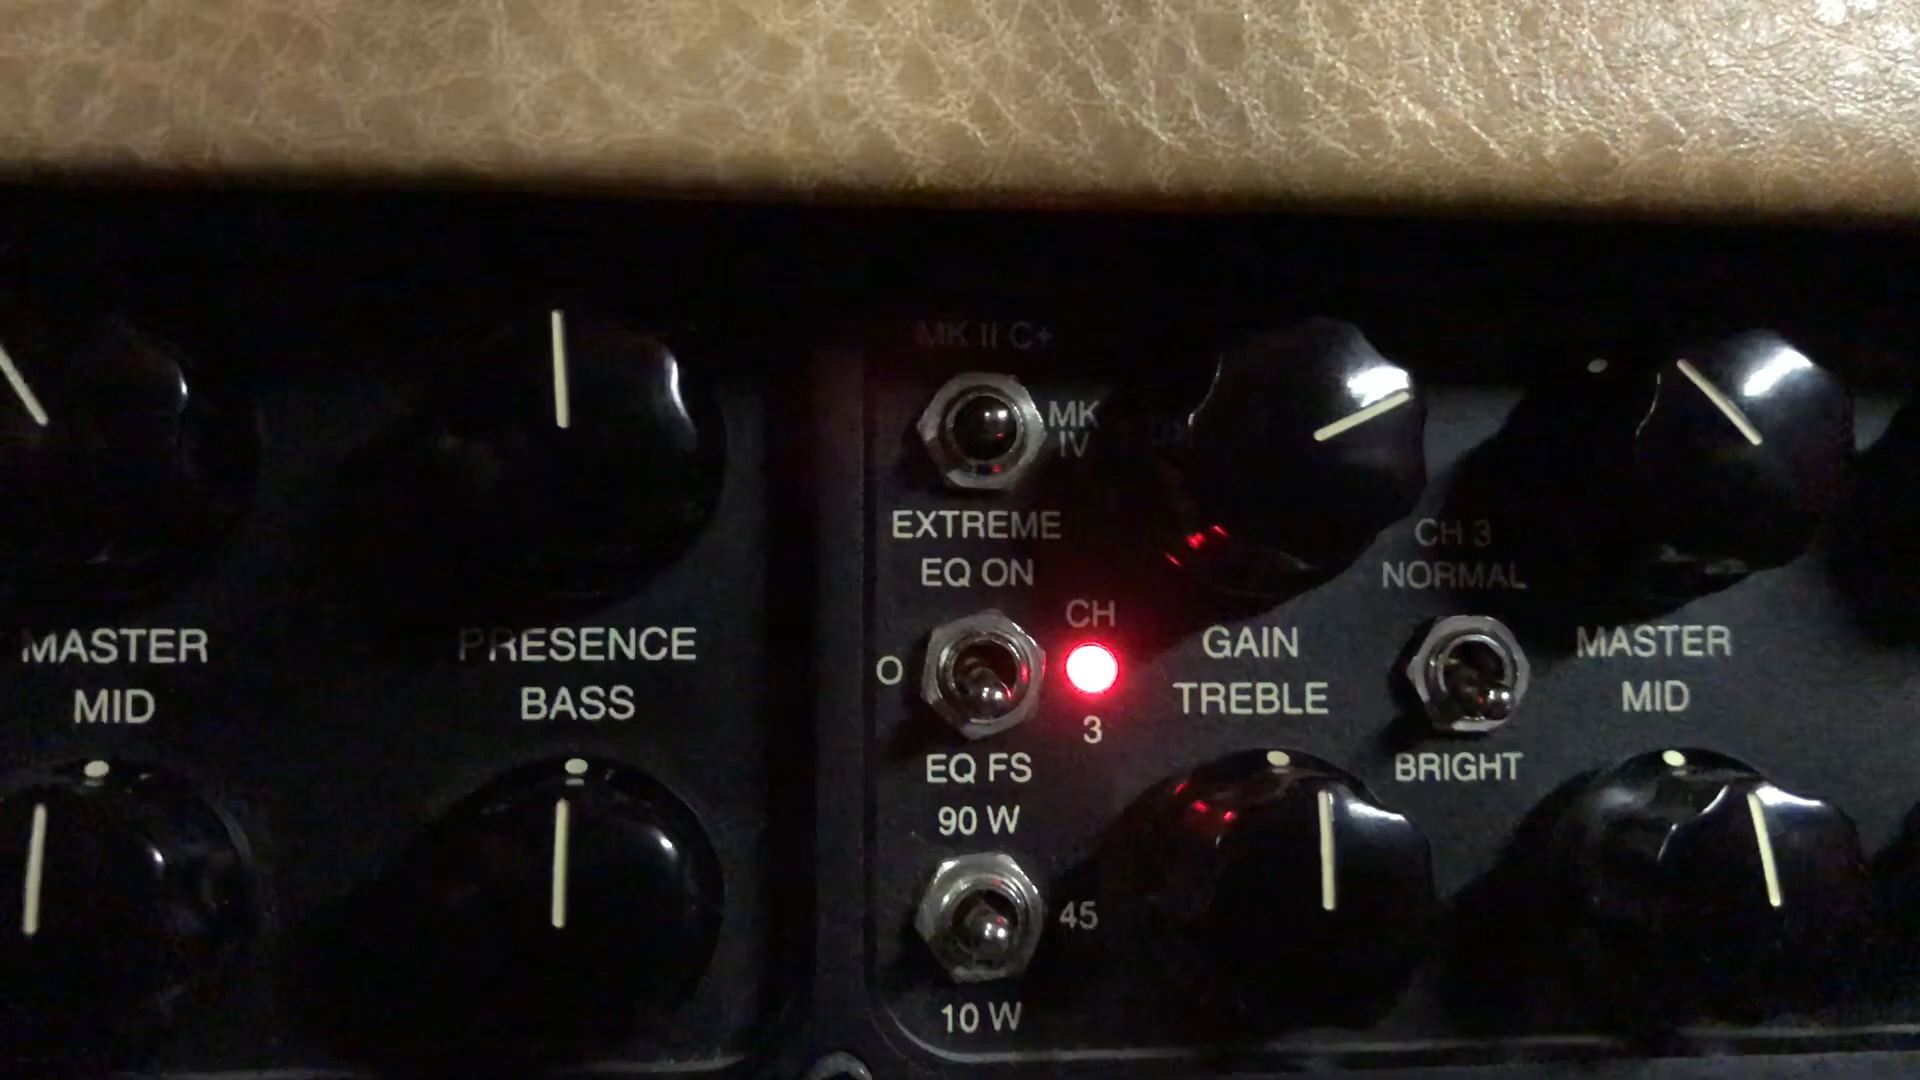 MK II C+
MK
IV
EXTREME
EQ ON
CH 3
NORMAL
CH
O
3
MASTER
MID
PRESENCE
BASS
GAIN
TREBLE
MASTER
MID
EQ FS
BRIGHT
90 W
45
10 W